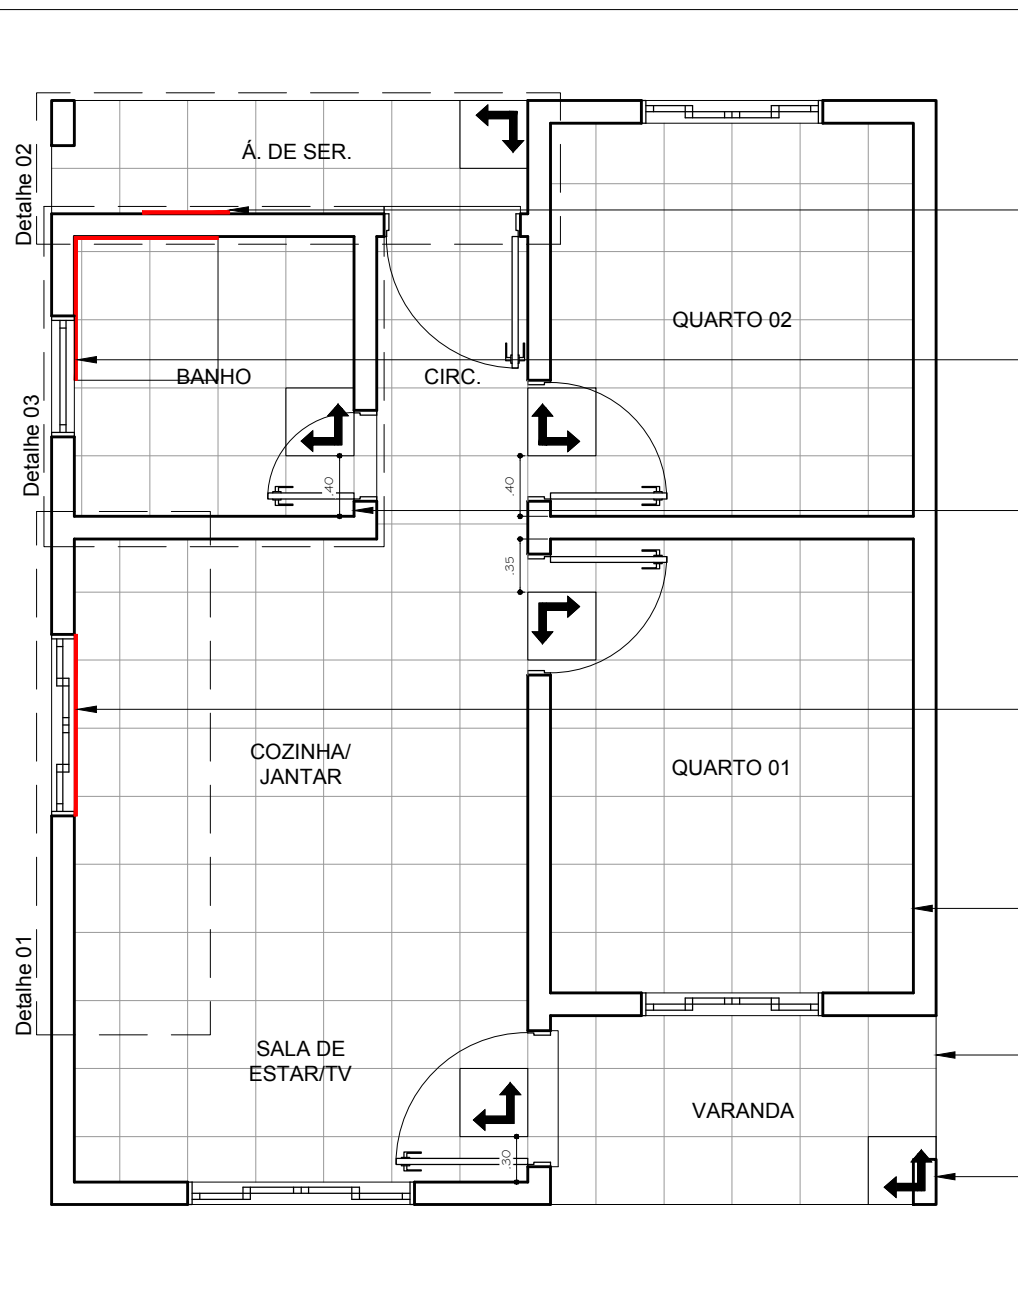 Á. DE SER.
Detalhe 02
QUARTO 02
BANHO
CIRC.
Detalhe 03
.40
.40
.35
COZINHA/
JANTAR
QUARTO 01
Detalhe 01
SALA DE
ESTAR/TV
VARANDA
.30